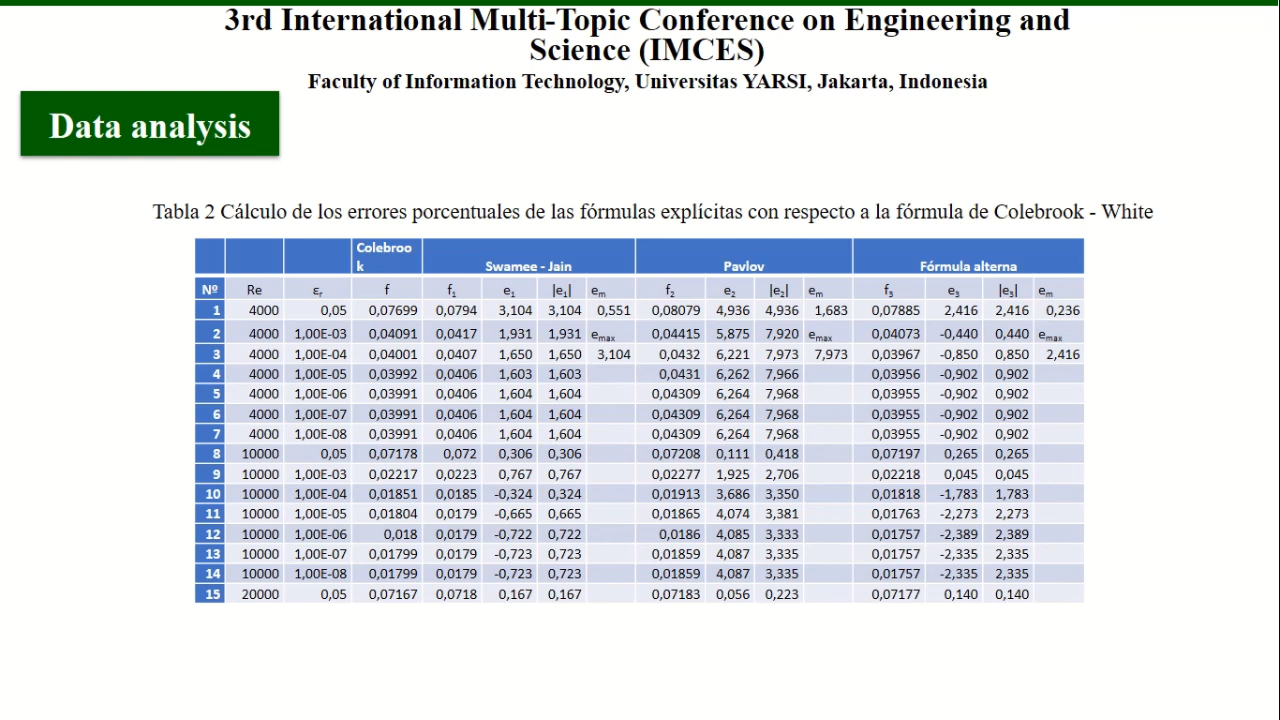 3rd International Multi-Topic Conference on Engineering and
Science (IMCES)
Faculty of Information Technology, Universitas YARSI, Jakarta, Indonesia
Data analysis
Tabla 2 Cálculo de los errores porcentuales de las fórmulas explícitas con respecto a la fórmula de Colebrook - White
Colebroo
k Swamee - Jain Pavlov Fórmula alterna
Nº Re εr f f1 e1 |e1| em f2 e2 |e2| em f3 e3 |e3| em
1 4000 0,05 0,07699 0,0794 3,104 3,104 0,551 0,08079 4,936 4,936 1,683 0,07885 2,416 2,416 0,236
2 4000 1,00E-03 0,04091 0,0417 1,931 1,931 emax 0,04415 5,875 7,920 emax 0,04073 -0,440 0,440 emax
3 4000 1,00E-04 0,04001 0,0407 1,650 1,650 3,104 0,0432 6,221 7,973 7,973 0,03967 -0,850 0,850 2,416
4 4000 1,00E-05 0,03992 0,0406 1,603 1,603 0,0431 6,262 7,966 0,03956 -0,902 0,902
5 4000 1,00E-06 0,03991 0,0406 1,604 1,604 0,04309 6,264 7,968 0,03955 -0,902 0,902
6 4000 1,00E-07 0,03991 0,0406 1,604 1,604 0,04309 6,264 7,968 0,03955 -0,902 0,902
7 4000 1,00E-08 0,03991 0,0406 1,604 1,604 0,04309 6,264 7,968 0,03955 -0,902 0,902
8 10000 0,05 0,07178 0,072 0,306 0,306 0,07208 0,111 0,418 0,07197 0,265 0,265
9 10000 1,00E-03 0,02217 0,0223 0,767 0,767 0,02277 1,925 2,706 0,02218 0,045 0,045
10 10000 1,00E-04 0,01851 0,0185 -0,324 0,324 0,01913 3,686 3,350 0,01818 -1,783 1,783
11 10000 1,00E-05 0,01804 0,0179 -0,665 0,665 0,01865 4,074 3,381 0,01763 -2,273 2,273
12 10000 1,00E-06 0,018 0,0179 -0,722 0,722 0,0186 4,085 3,333 0,01757 -2,389 2,389
13 10000 1,00E-07 0,01799 0,0179 -0,723 0,723 0,01859 4,087 3,335 0,01757 -2,335 2,335
14 10000 1,00E-08 0,01799 0,0179 -0,723 0,723 0,01859 4,087 3,335 0,01757 -2,335 2,335
15 20000 0,05 0,07167 0,0718 0,167 0,167 0,07183 0,056 0,223 0,07177 0,140 0,140